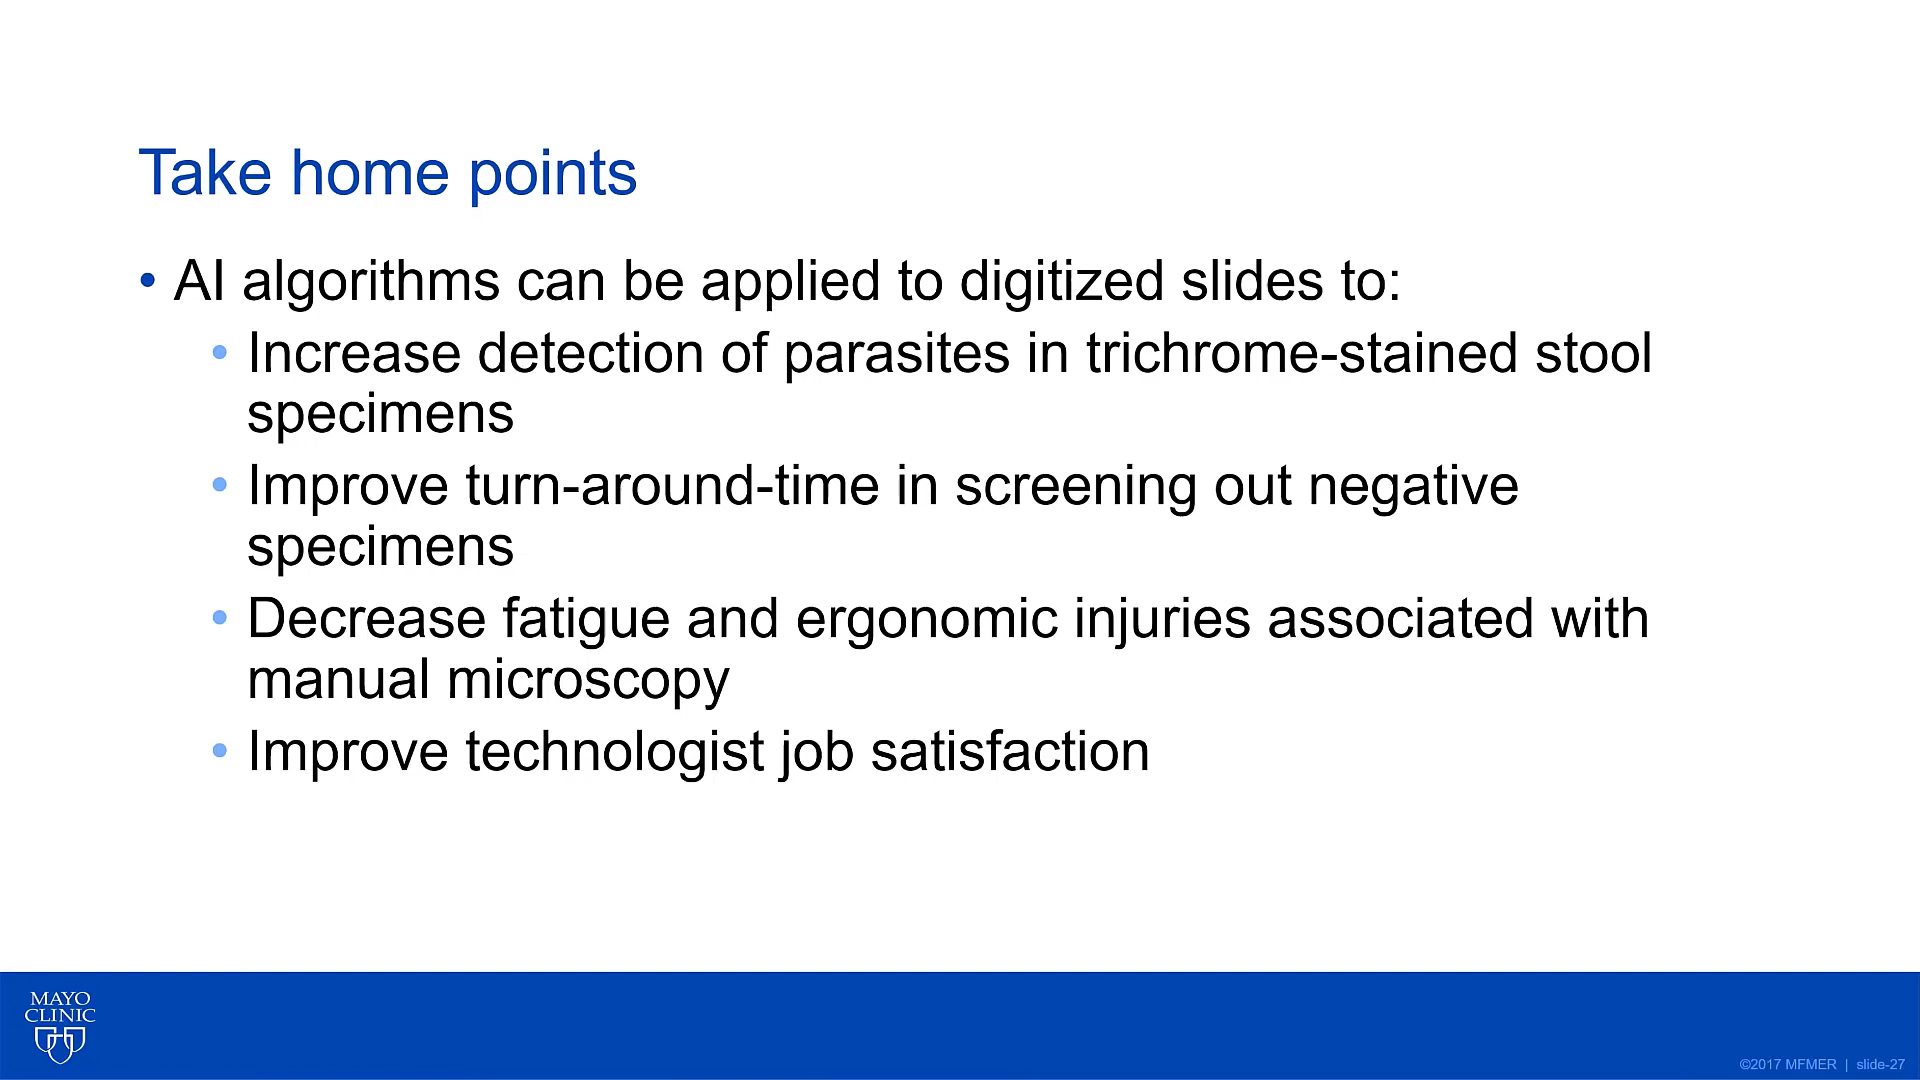 Take home points
• AI algorithms can be applied to digitized slides to:
• Increase detection of parasites in trichrome-stained stool
specimens
• Improve turn-around-time in screening out negative
specimens
• Decrease fatigue and ergonomic injuries associated with
manual microscopy
• Improve technologist job satisfaction
MAYO
CLINIC
©2017 MFMER | slide-27